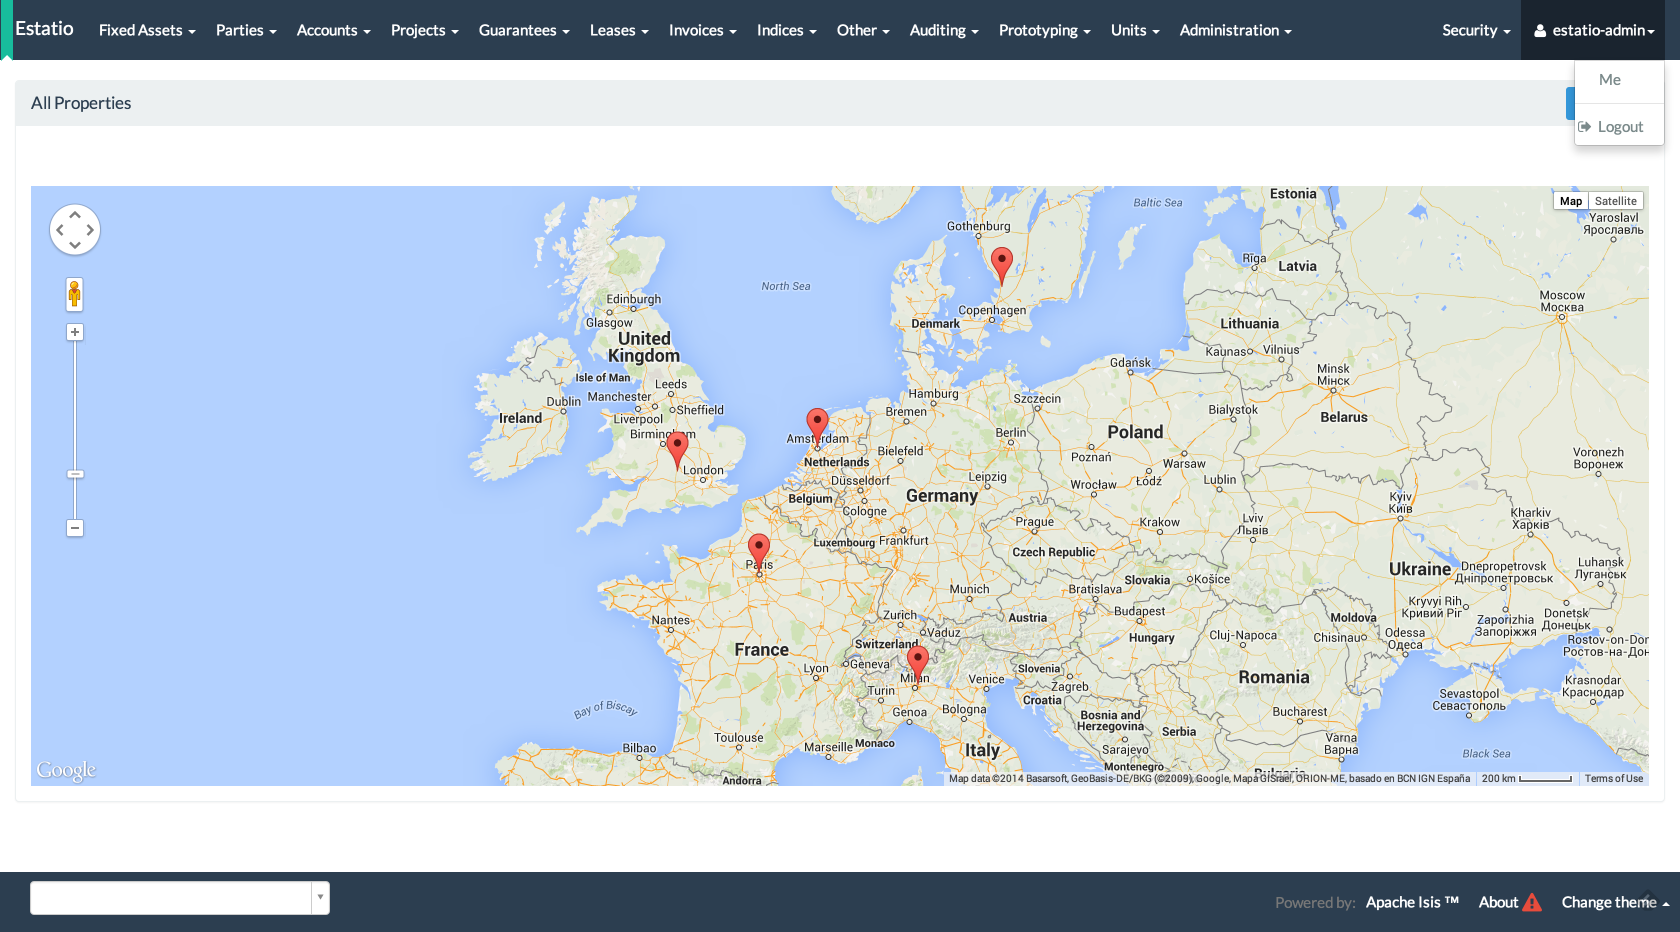 Estatio
Fixed Assets
Parties
Accounts
Projects
Guarantees
Leases
Invoices
Indices
Other
Auditing
Prototyping
Units
Administration
Security
estatio-admin
Me
Logout
All Properties
Map
Satellite
Estonia
Baltic Sea
Yaroslavl
Ярославль
Gothenburg
Rīga
Latvia
North Sea
Moscow
Москва
Edinburgh
Glasgow
Copenhagen
Denmark
Lithuania
United
Kingdom
Kaunas
Vilnius
Gdańsk
Minsk
Минск
Isle of Man
Leeds
Manchester
Dublin
Hamburg
Szczecin
Sheffield
Liverpool
Ireland
Bremen
Białystok
Belarus
Birmingham
Amsterdam
Berlin
Poland
Netherlands
Bielefeld
Poznań
Warsaw
Voronezh
Воронеж
London
Düsseldorf
Leipzig
Wrocław
Łódź
Lublin
Belgium
Germany
Cologne
Kyiv
Київ
Prague
Krakow
Lviv
Львів
Kharkiv
Харків
Luxembourg
Frankfurt
Czech Republic
Paris
Ukraine
Dnepropetrovsk
Дніпропетровськ
Luhansk
Луганськ
Slovakia
Košice
Munich
Bratislava
Kryvyi Rih
Кривий Ріг
Donetsk
Донецьк
Zaporizhia
Запоріжжя
Nantes
Zurich
Austria
Budapest
Moldova
Vaduz
Switzerland
Hungary
Cluj-Napoca
Chisinau
Odessa
Одеса
Rostov-on-Don
Ростов-на-Дон
France
Lyon
Geneva
Slovenia
Milan
Venice
Zagreb
Romania
Turin
Croatia
Krasnodar
Краснодар
Sevastopol
Севастополь
Bay of Biscay
Genoa
Bologna
Bosnia and
Herzegovina
Bucharest
Serbia
Toulouse
Marseille
Monaco
Italy
Sarajevo
Varna
Варна
Bilbao
Black Sea
Montenegro
Bulgaria
Andorra
Google
Map data ©2014 Basarsoft, GeoBasis-DE/BKG (©2009), Google, Mapa GISrael, ORION-ME, basado en BCN IGN España
200 km
Terms of Use
Powered by:
Apache Isis ™
About
Change theme